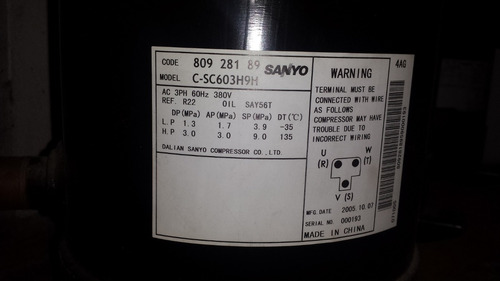 CODE 809 281 89 SANYO
MODEL C-SC603H9H
AC 3PH 60Hz 380V
REF. R22 OIL SAY56T
DP(MPa) AP(MPa) SP(MPa) DT(℃)
L.P 1.3 1.7 3.9 -35
H.P 3.0 3.0 9.0 135
DALIAN SANYO COMPRESSOR CO.,LTD.
WARNING
4AG
TERMINAL MUST BE
CONNECTED WITH WIRE
AS FOLLOWS
COMPRESSOR MAY HAVE
TROUBLE DUE TO
INCORRECT WIRING
U W
(R) (T)
V (S)
MFG. DATE 2005.10.07
SERIAL NO. 000193
MADE IN CHINA